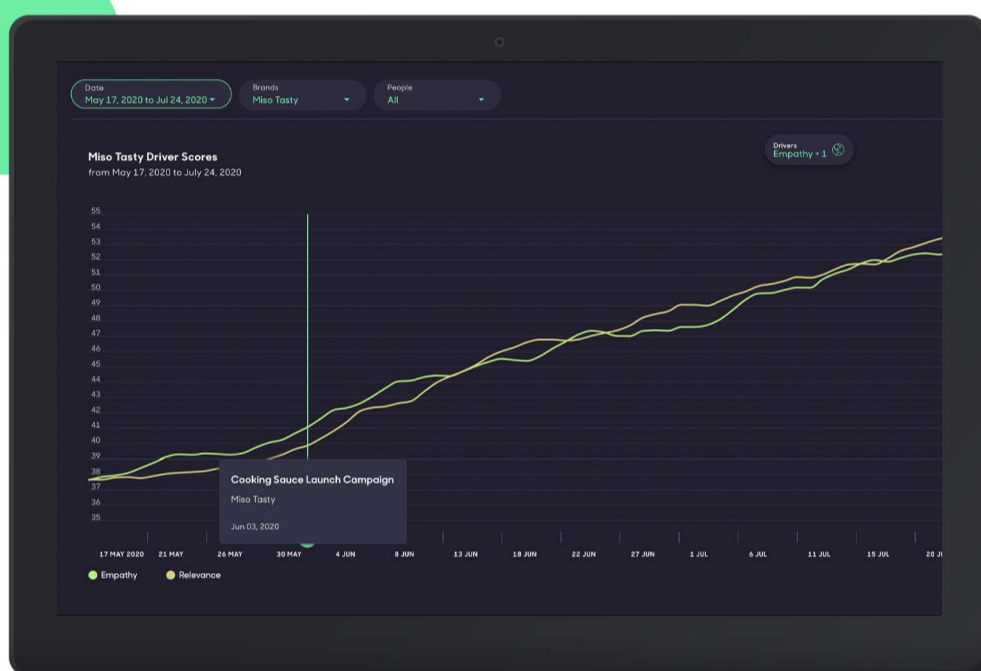 Date
May 17, 2020 to Jul 24, 2020
Brands
Miso Tasty
People
All
Miso Tasty Driver Scores
from May 17, 2020 to July 24, 2020
Drivers
Empathy + 1
55
54
53
52
51
50
49
48
47
46
45
44
43
42
41
40
39
38
37
36
35
Cooking Sauce Launch Campaign
Miso Tasty
Jun 03, 2020
17 MAY 2020 21 MAY 26 MAY 30 MAY 4 JUN 8 JUN 13 JUN 18 JUN 22 JUN 27 JUN 1 JUL 6 JUL 11 JUL 15 JUL 20
Empathy Relevance